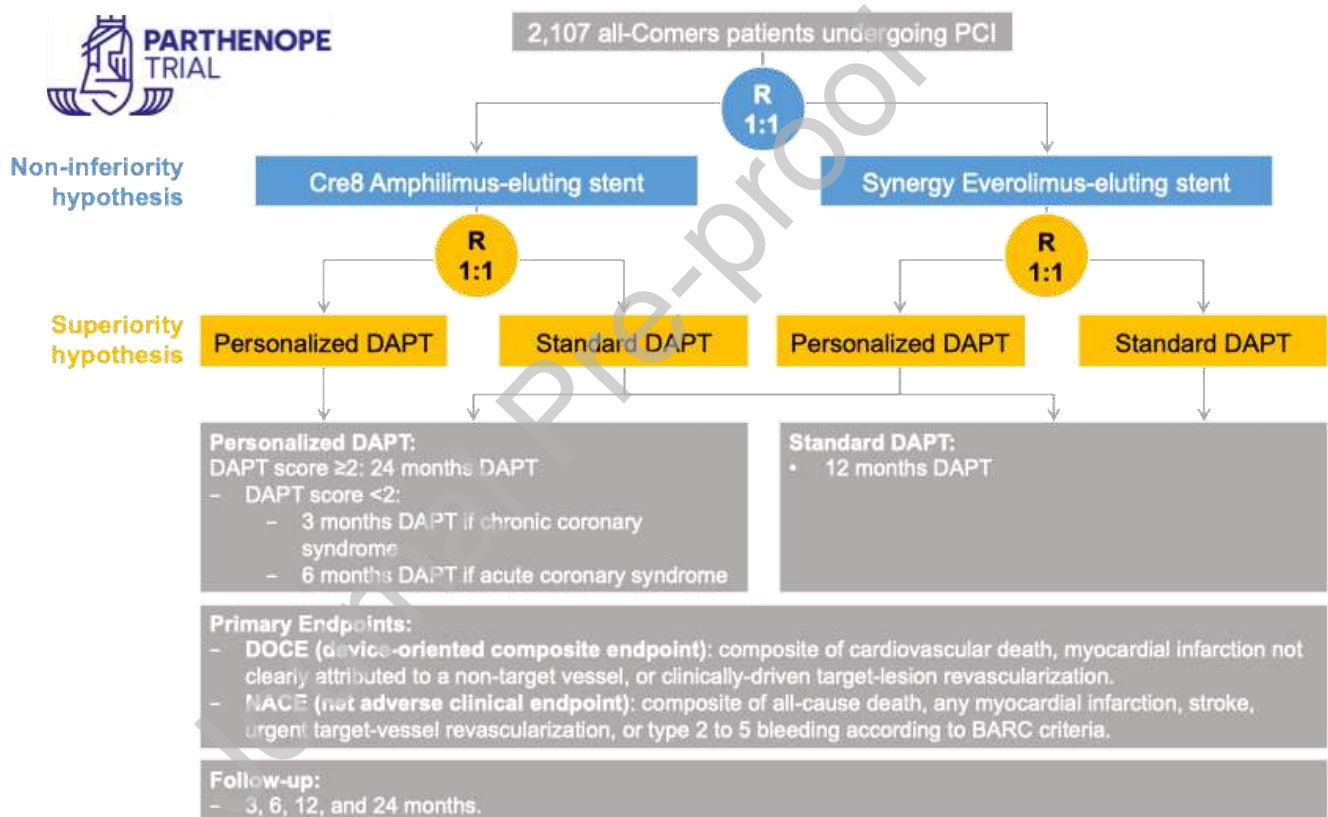 PARTHENOPE
TRIAL
2,107 all-Comers patients undergoing PCI
R
1:1
Non-inferiority
hypothesis
Cre8 Amphilimus-eluting stent
Synergy Everolimus-eluting stent
R
1:1
R
1:1
Superiority
hypothesis
Personalized DAPT
Standard DAPT
Personalized DAPT
Standard DAPT
Personalized DAPT:
DAPT score ≥2: 24 months DAPT
- DAPT score <2:
- 3 months DAPT if chronic coronary
syndrome
- 6 months DAPT if acute coronary syndrome
Standard DAPT:
• 12 months DAPT
Primary Endpoints:
- DOCE (device-oriented composite endpoint): composite of cardiovascular death, myocardial infarction not
clearly attributed to a non-target vessel, or clinically-driven target-lesion revascularization.
- NACE (net adverse clinical endpoint): composite of all-cause death, any myocardial infarction, stroke,
urgent target-vessel revascularization, or type 2 to 5 bleeding according to BARC criteria.
Follow-up:
- 3, 6, 12, and 24 months.
Journal Pre-proof